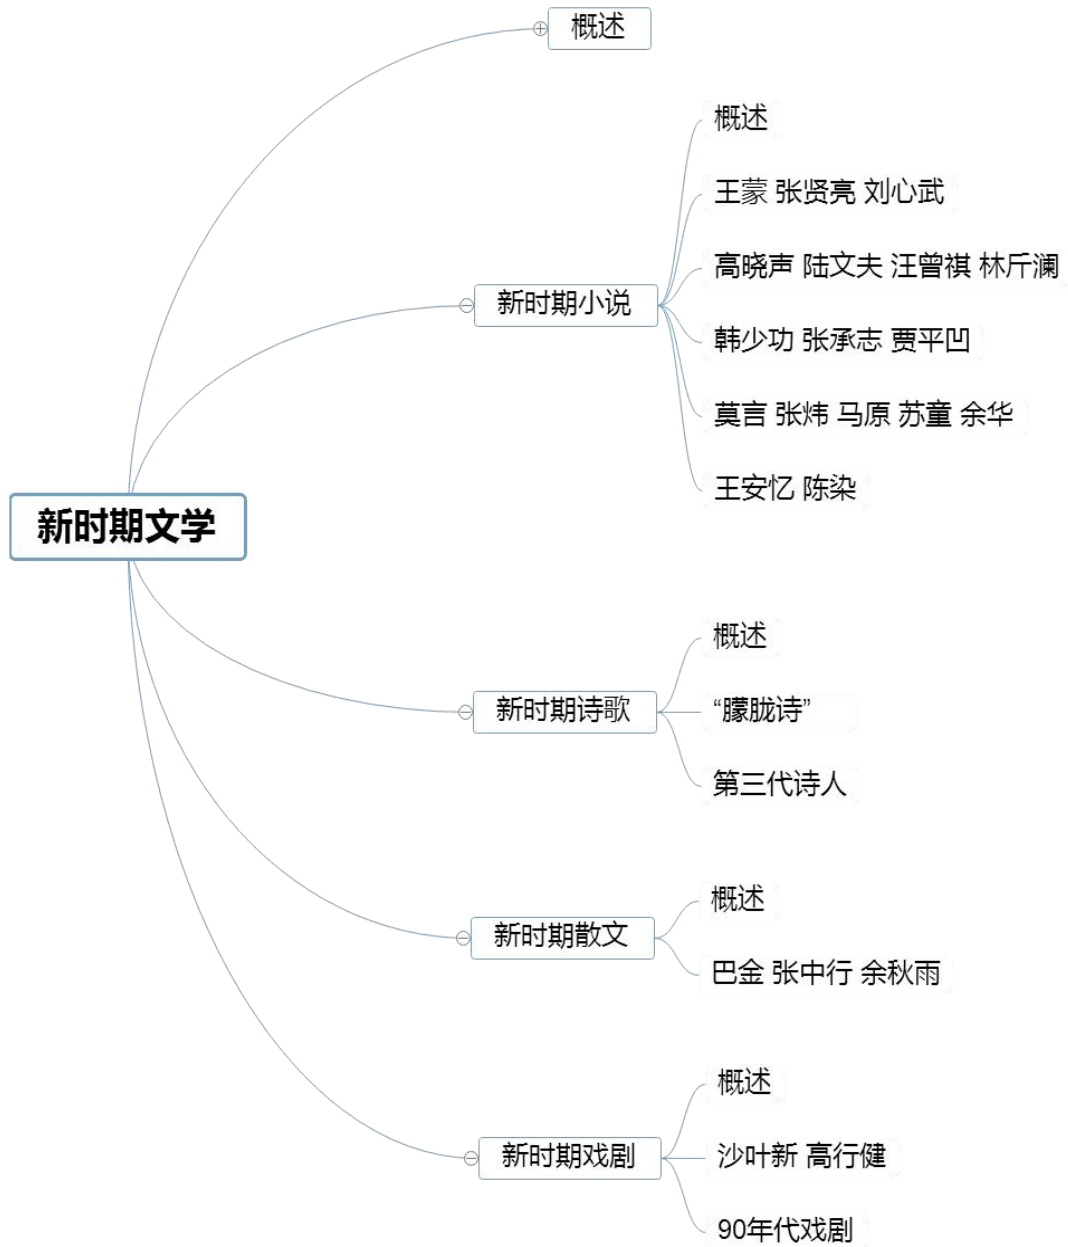 概述
概述
王蒙 张贤亮 刘心武
高晓声 陆文夫 汪曾祺 林斤澜
新时期小说
韩少功 张承志 贾平凹
莫言 张炜 马原 苏童 余华
王安忆 陈染
新时期文学
概述
新时期诗歌
“朦胧诗”
第三代诗人
概述
新时期散文
巴金 张中行 余秋雨
概述
新时期戏剧
沙叶新 高行健
90年代戏剧